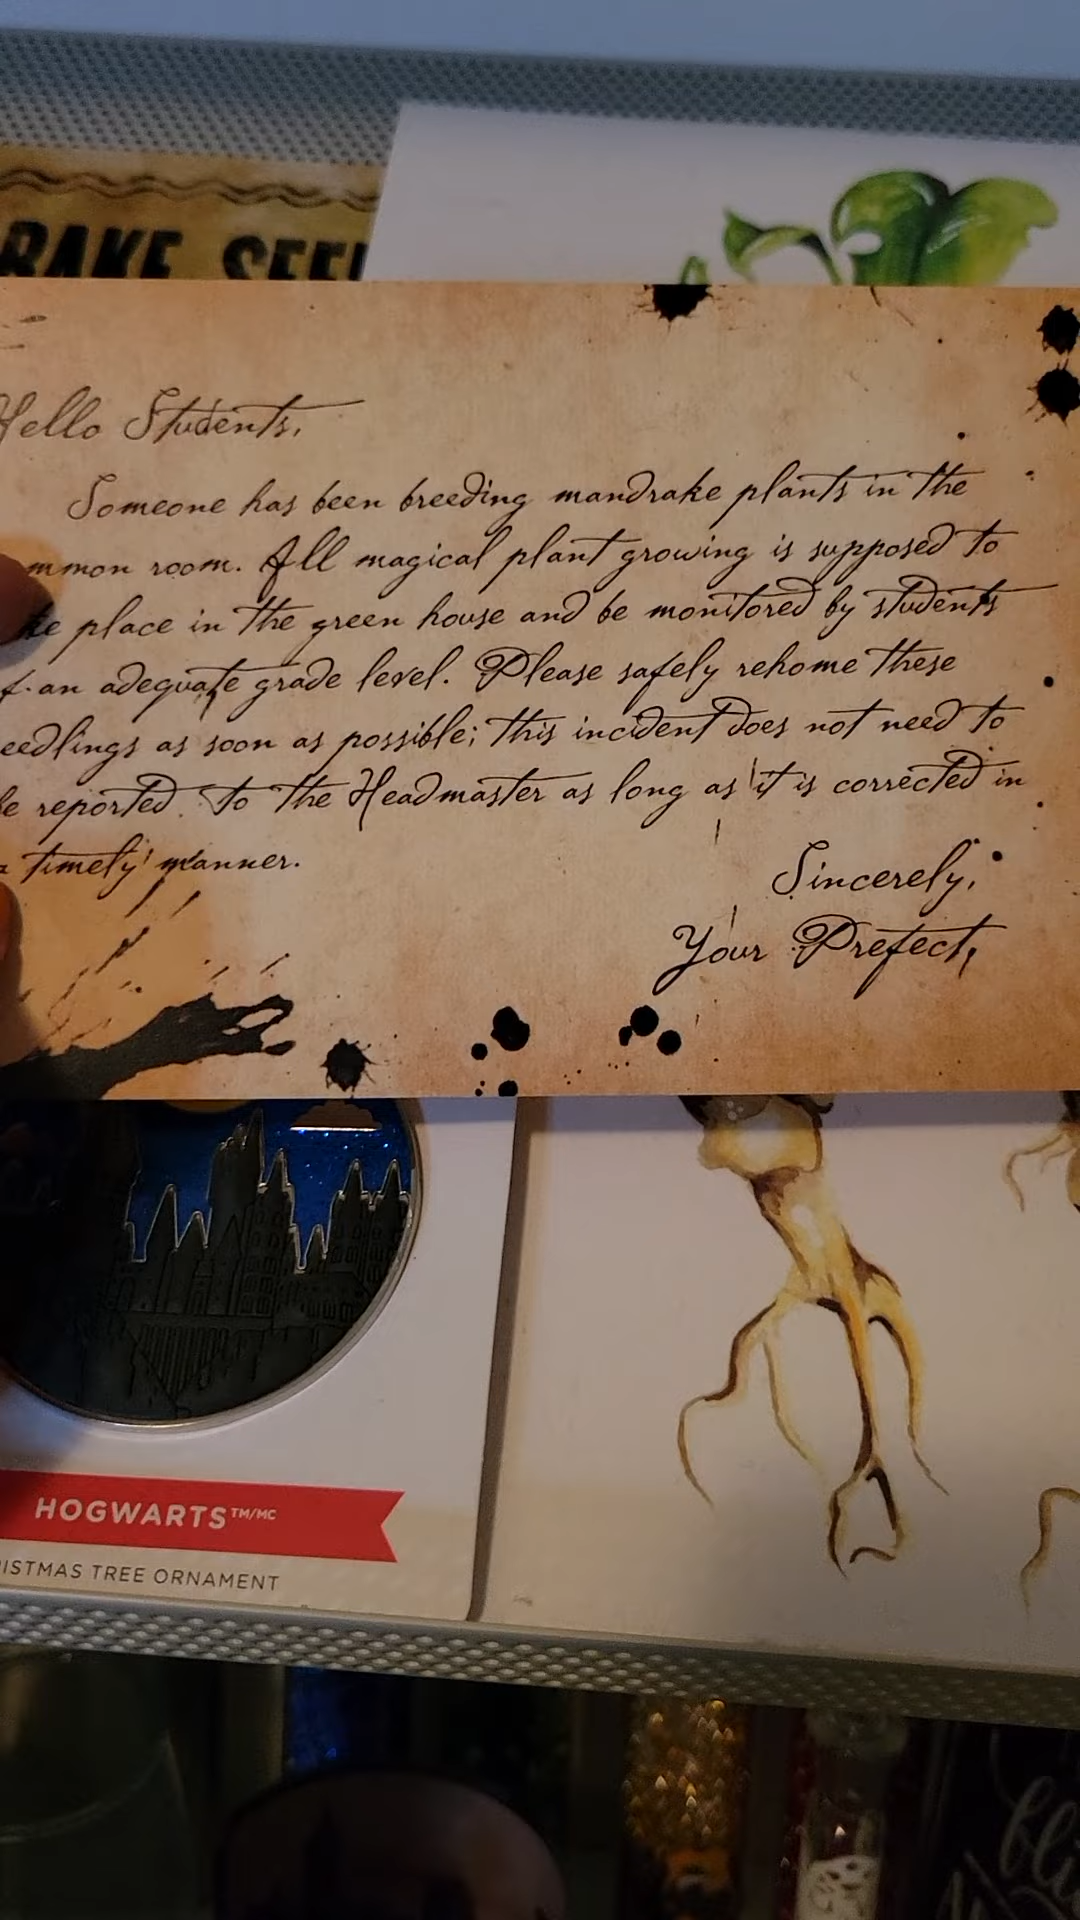 RAKE SEE
Hello Students,
Someone has been breeding mandrake plants in the
mmon room. All magical plant growing is supposed to
ke place in the green house and be monitored by students
f an adequate grade level. Please safely rehome these
eedlings as soon as possible; this incident does not need to
be reported to the Headmaster as long as it is corrected in
a timely manner.
Sincerely,
Your Prefect,
HOGWARTS™/MC
ISTMAS TREE ORNAMENT